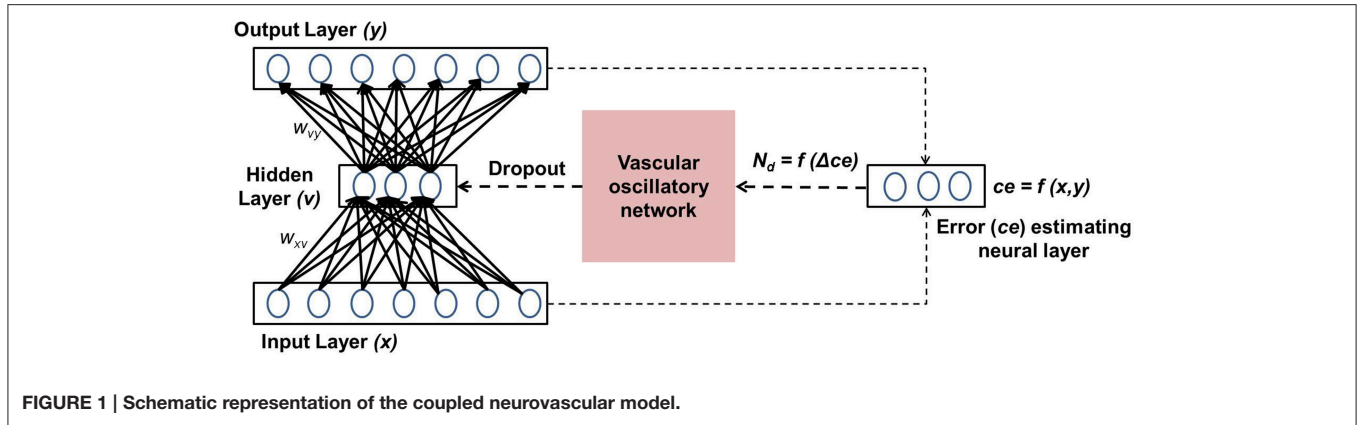 Output Layer (y)
w_vy
Hidden
Layer (v)
Dropout
Vascular
oscillatory
network
N_d = f (Δce)
ce = f (x,y)
Error (ce) estimating
neural layer
w_xv
Input Layer (x)
FIGURE 1 | Schematic representation of the coupled neurovascular model.